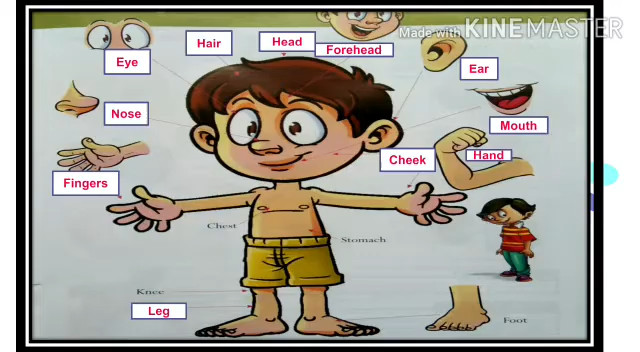 Made with KINEMASTER
Hair
Head
Forehead
Eye
Ear
Nose
Mouth
Hand
Cheek
Fingers
Chest
Stomach
Knee
Leg
Foot